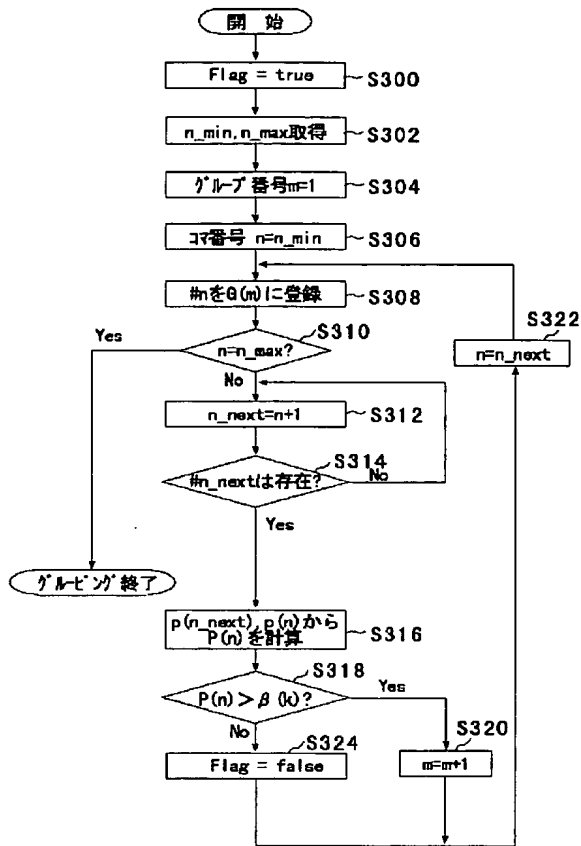 開 始
Flag = true
S300
n_min,n_max取得
S302
グループ番号m=1
S304
コマ番号 n=n_min
S306
#nをG(m)に登録
S308
S310
Yes
n=n_max?
No
S322
n=n_next
n_next=n+1
S312
S314
#n_nextは存在?
No
Yes
グルーピング終了
p(n_next),p(n)から
P(n)を計算
S316
S318
P(n)>β(k)?
Yes
No
S324
Flag = false
S320
m=m+1